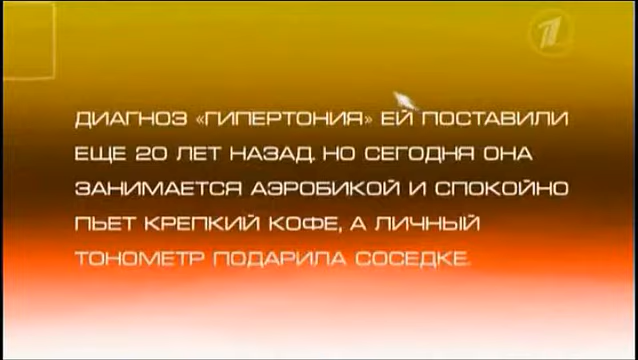 ДИАГНОЗ «ГИПЕРТОНИЯ» ЕЙ ПОСТАВИЛИ
ЕЩЕ 20 ЛЕТ НАЗАД. НО СЕГОДНЯ ОНА
ЗАНИМАЕТСЯ АЭРОБИКОЙ И СПОКОЙНО
ПЬЕТ КРЕПКИЙ КОФЕ, А ЛИЧНЫЙ
ТОНОМЕТР ПОДАРИЛА СОСЕДКЕ.